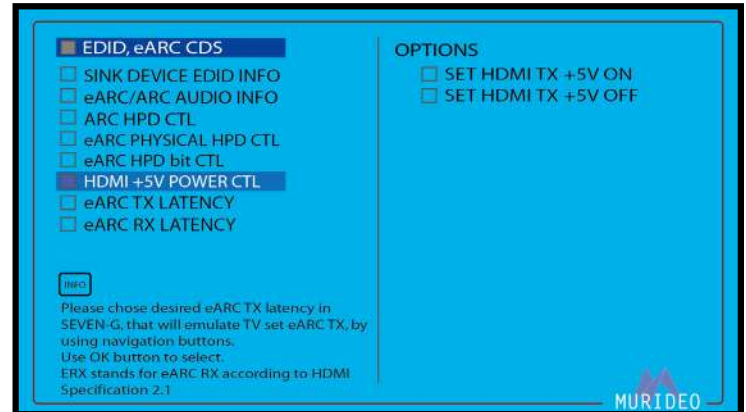 EDID, eARC CDS
SINK DEVICE EDID INFO
eARC/ARC AUDIO INFO
ARC HPD CTL
eARC PHYSICAL HPD CTL
eARC HPD bit CTL
HDMI +5V POWER CTL
eARC TX LATENCY
eARC RX LATENCY
INFO
Please chose desired eARC TX latency in
SEVEN-G, that will emulate TV set eARC TX, by
using navigation buttons.
Use OK button to select.
ERX stands for eARC RX according to HDMI
Specification 2.1
OPTIONS
SET HDMI TX +5V ON
SET HDMI TX +5V OFF
MURIDEO